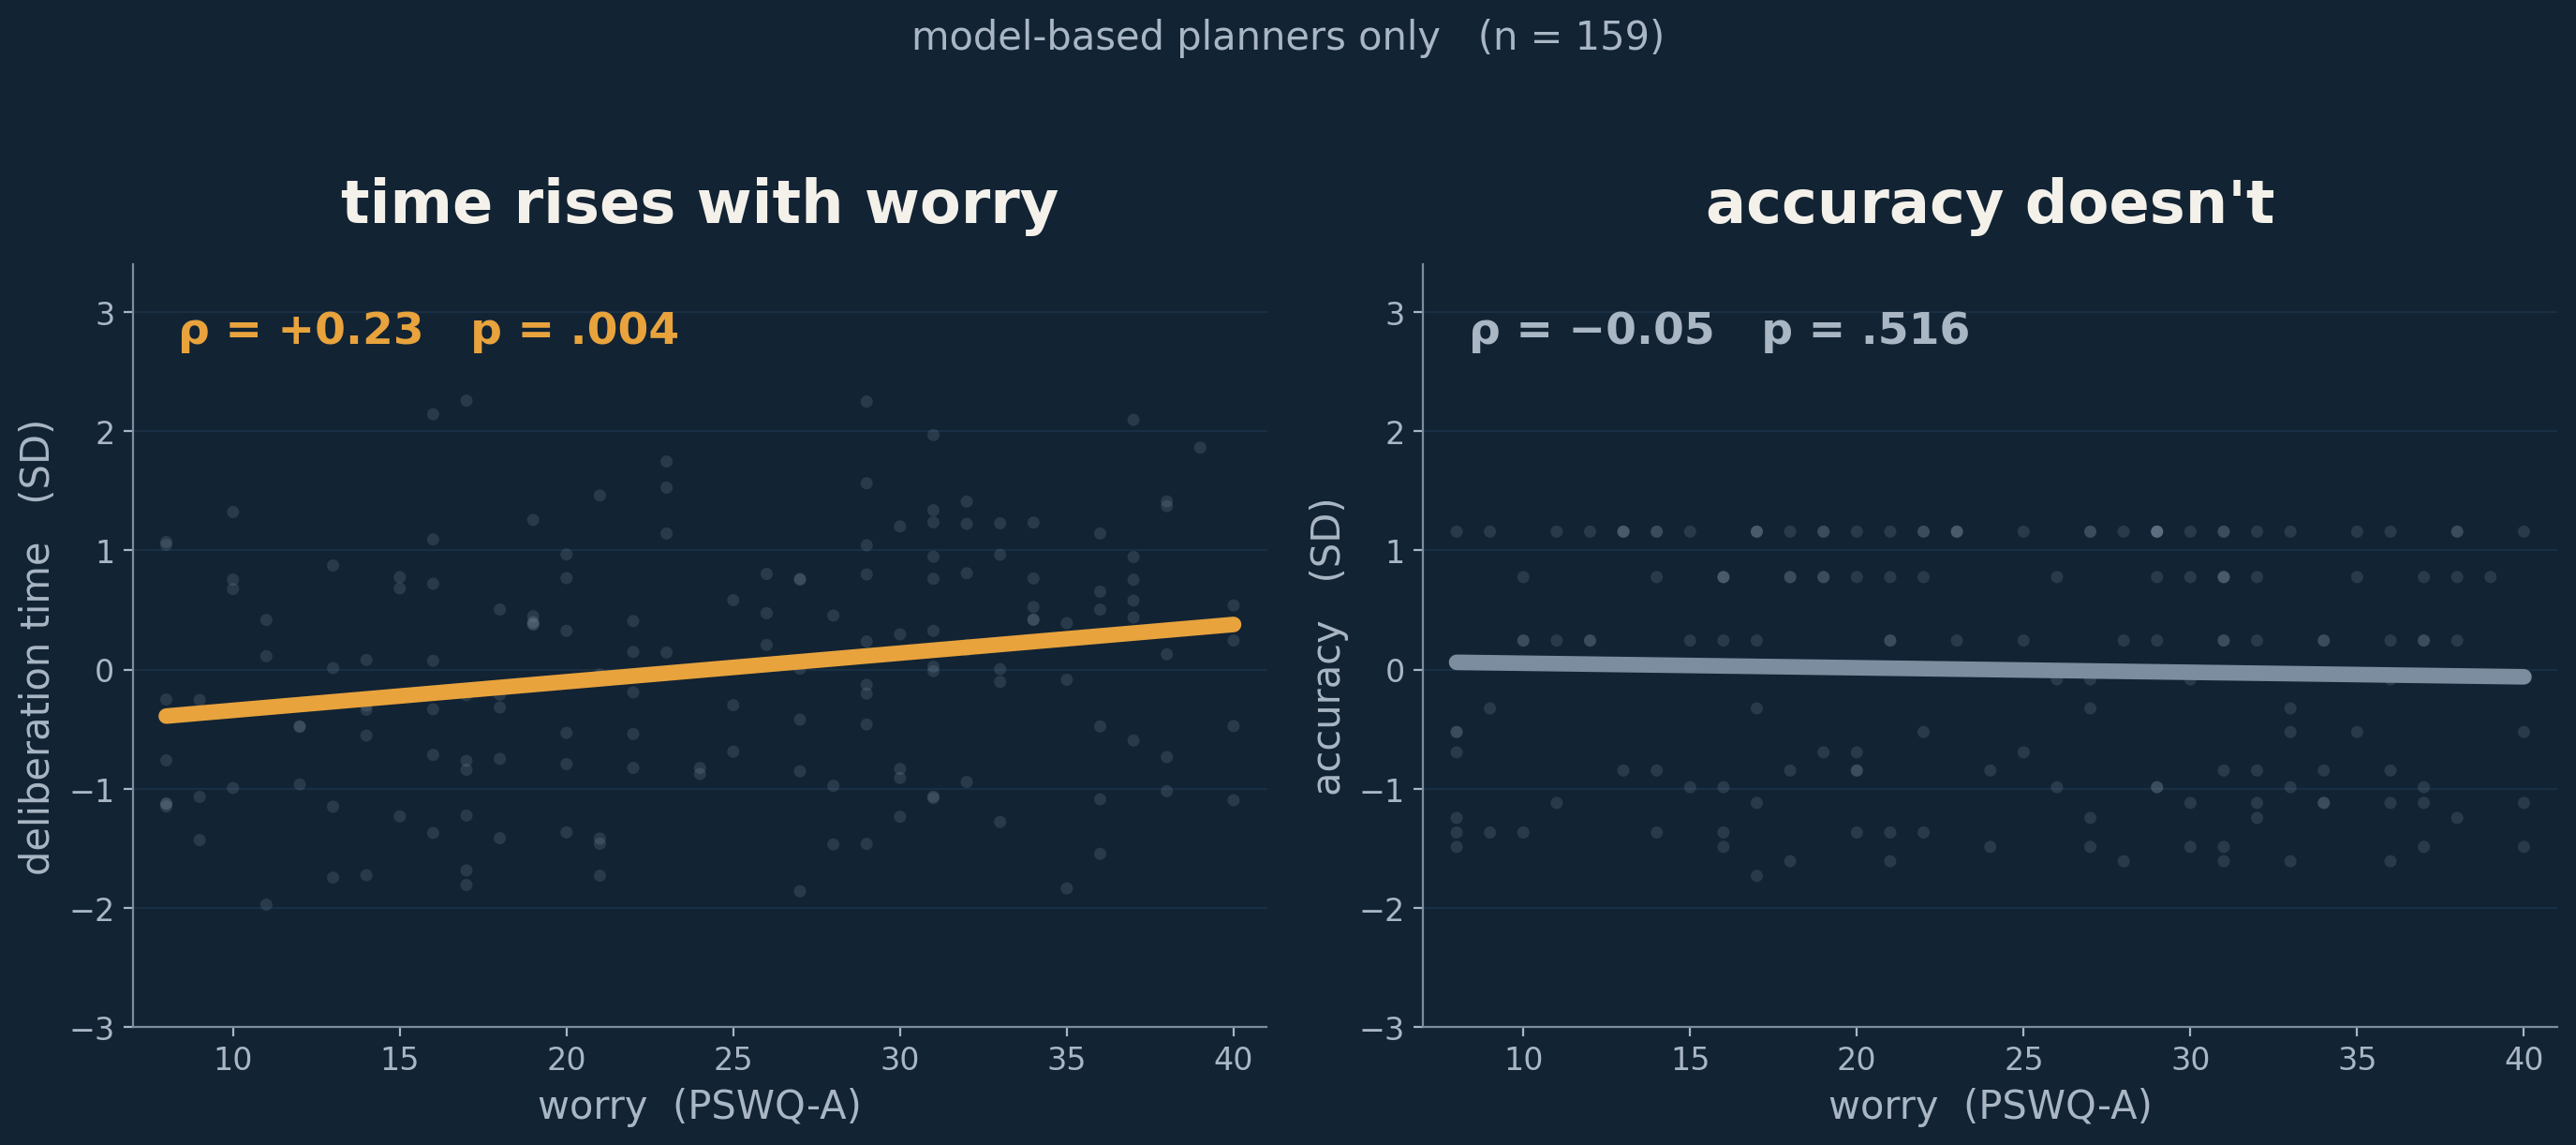 model-based planners only (n = 159)
time rises with worry
ρ = +0.23 p = .004
deliberation time (SD)
3
2
1
0
−1
−2
−3
10 15 20 25 30 35 40
worry (PSWQ-A)
accuracy doesn't
ρ = −0.05 p = .516
accuracy (SD)
3
2
1
0
−1
−2
−3
10 15 20 25 30 35 40
worry (PSWQ-A)